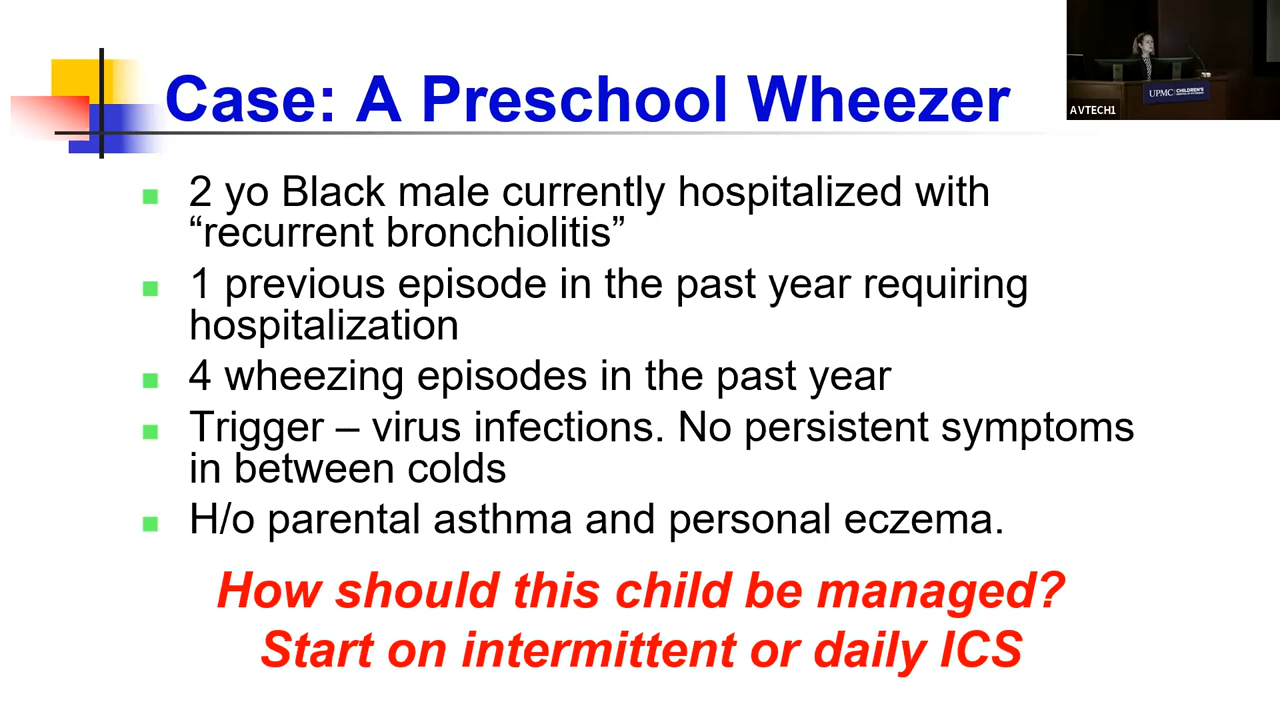 Case: A Preschool Wheezer
2 yo Black male currently hospitalized with
“recurrent bronchiolitis”
1 previous episode in the past year requiring
hospitalization
4 wheezing episodes in the past year
Trigger – virus infections. No persistent symptoms
in between colds
H/o parental asthma and personal eczema.
How should this child be managed?
Start on intermittent or daily ICS
UPMC CHILDREN'S
AVTECH1